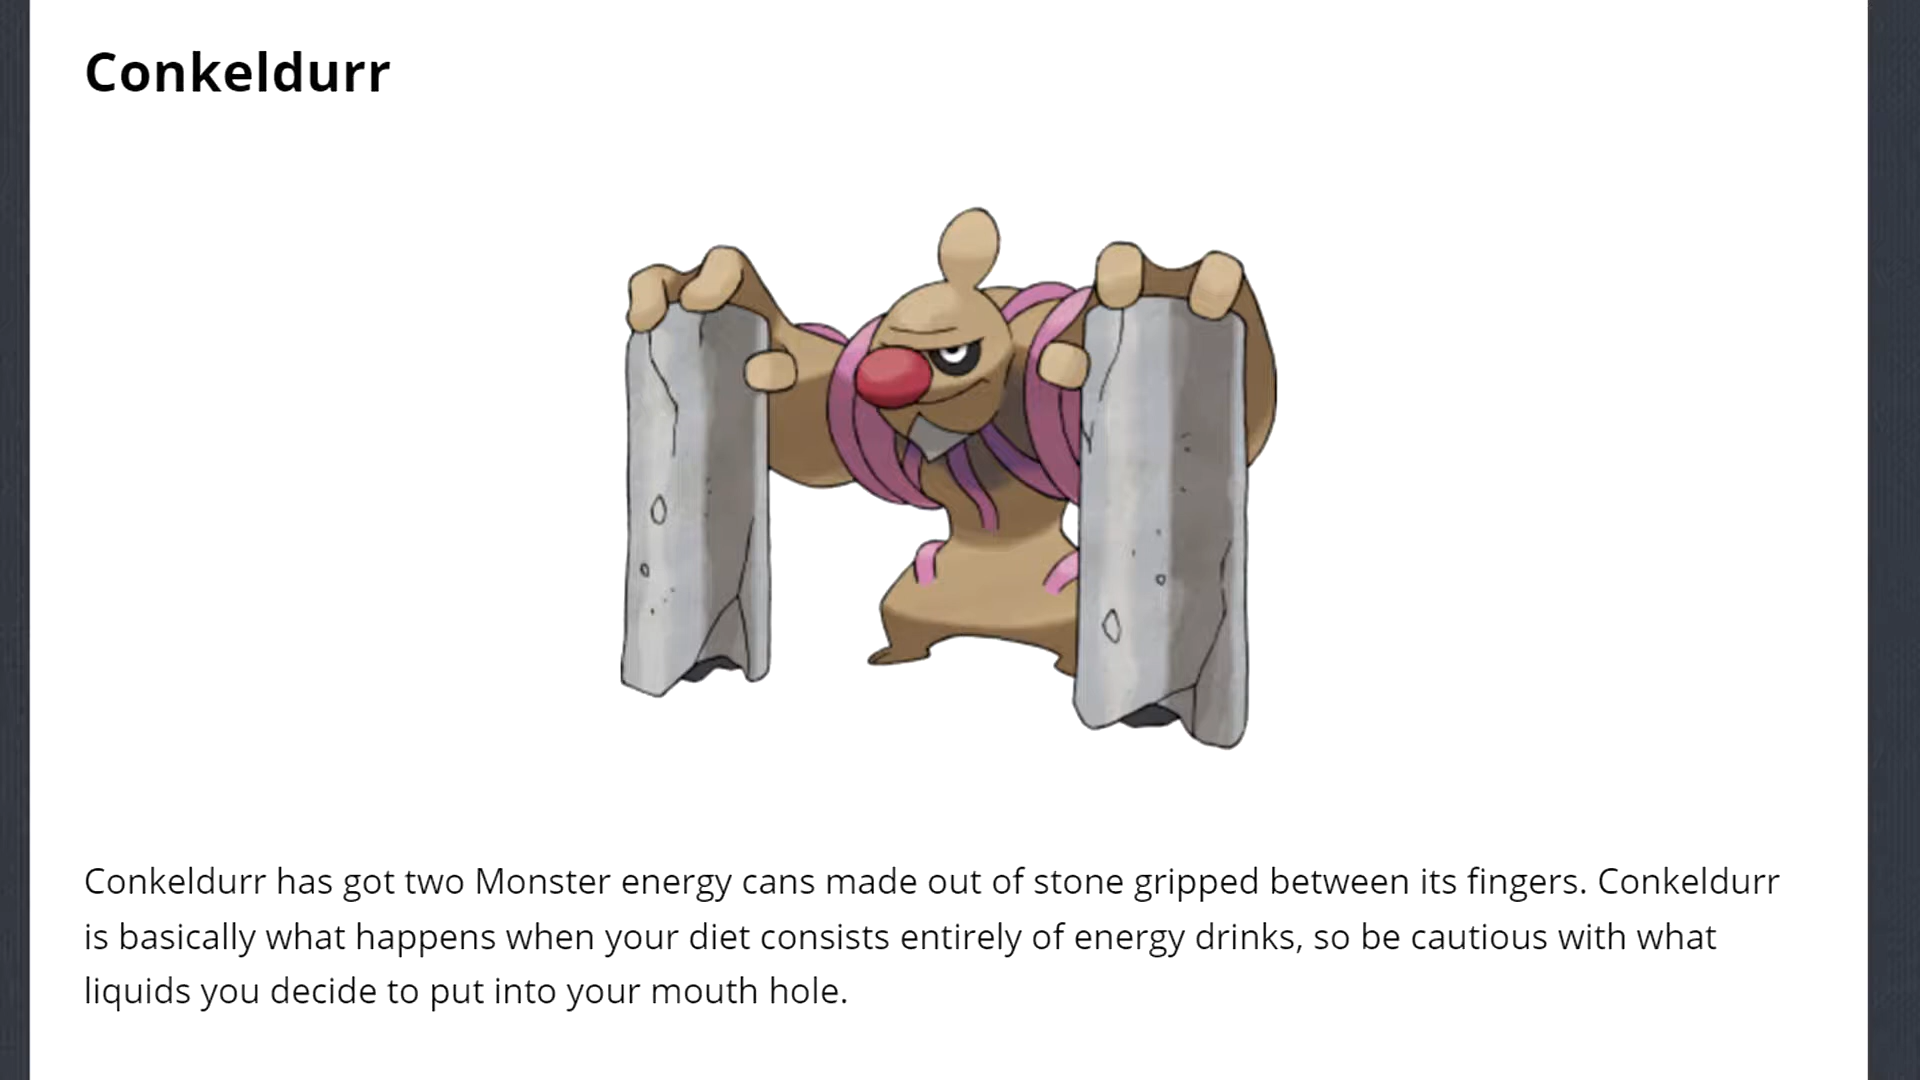 Conkeldurr
Conkeldurr has got two Monster energy cans made out of stone gripped between its fingers. Conkeldurr
is basically what happens when your diet consists entirely of energy drinks, so be cautious with what
liquids you decide to put into your mouth hole.